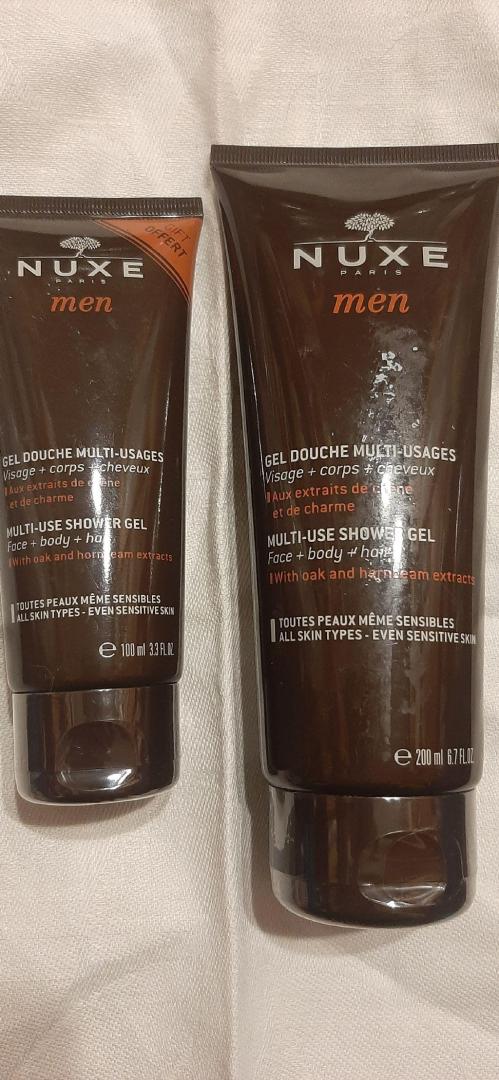 GIFT
OFFERT
NUXE
PARIS
men
GEL DOUCHE MULTI-USAGES
Visage + corps + cheveux
Aux extraits de chêne
et de charme
MULTI-USE SHOWER GEL
Face + body + hair
With oak and hornbeam extracts
TOUTES PEAUX MÊME SENSIBLES
ALL SKIN TYPES - EVEN SENSITIVE SKIN
e 100 ml 3.3 FL.OZ.
NUXE
PARIS
men
GEL DOUCHE MULTI-USAGES
Visage + corps + cheveux
Aux extraits de chêne
et de charme
MULTI-USE SHOWER GEL
Face + body + hair
With oak and hornbeam extracts
TOUTES PEAUX MÊME SENSIBLES
ALL SKIN TYPES - EVEN SENSITIVE SKIN
e 200 ml 6.7 FL.OZ.